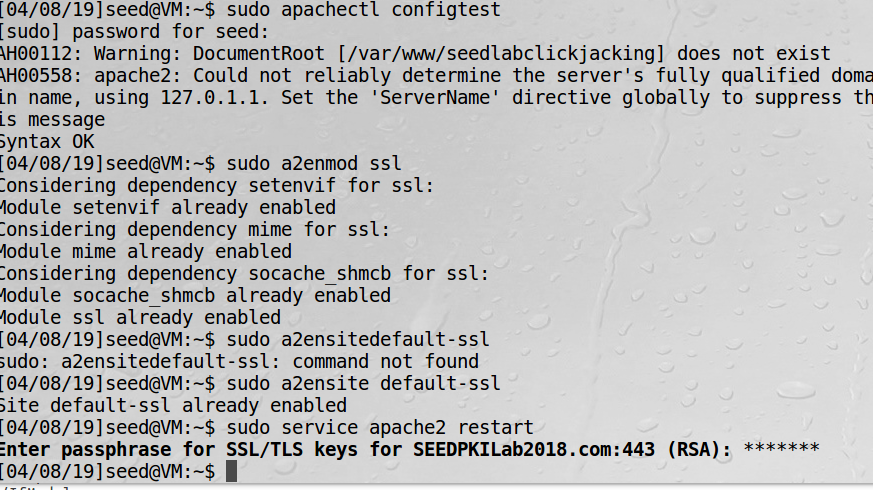 [04/08/19]seed@VM:~$ sudo apachectl configtest
[sudo] password for seed:
AH00112: Warning: DocumentRoot [/var/www/seedlabclickjacking] does not exist
AH00558: apache2: Could not reliably determine the server's fully qualified doma
in name, using 127.0.1.1. Set the 'ServerName' directive globally to suppress th
is message
Syntax OK
[04/08/19]seed@VM:~$ sudo a2enmod ssl
Considering dependency setenvif for ssl:
Module setenvif already enabled
Considering dependency mime for ssl:
Module mime already enabled
Considering dependency socache_shmcb for ssl:
Module socache_shmcb already enabled
Module ssl already enabled
[04/08/19]seed@VM:~$ sudo a2ensitedefault-ssl
sudo: a2ensitedefault-ssl: command not found
[04/08/19]seed@VM:~$ sudo a2ensite default-ssl
Site default-ssl already enabled
[04/08/19]seed@VM:~$ sudo service apache2 restart
Enter passphrase for SSL/TLS keys for SEEDPKILab2018.com:443 (RSA): *******
[04/08/19]seed@VM:~$